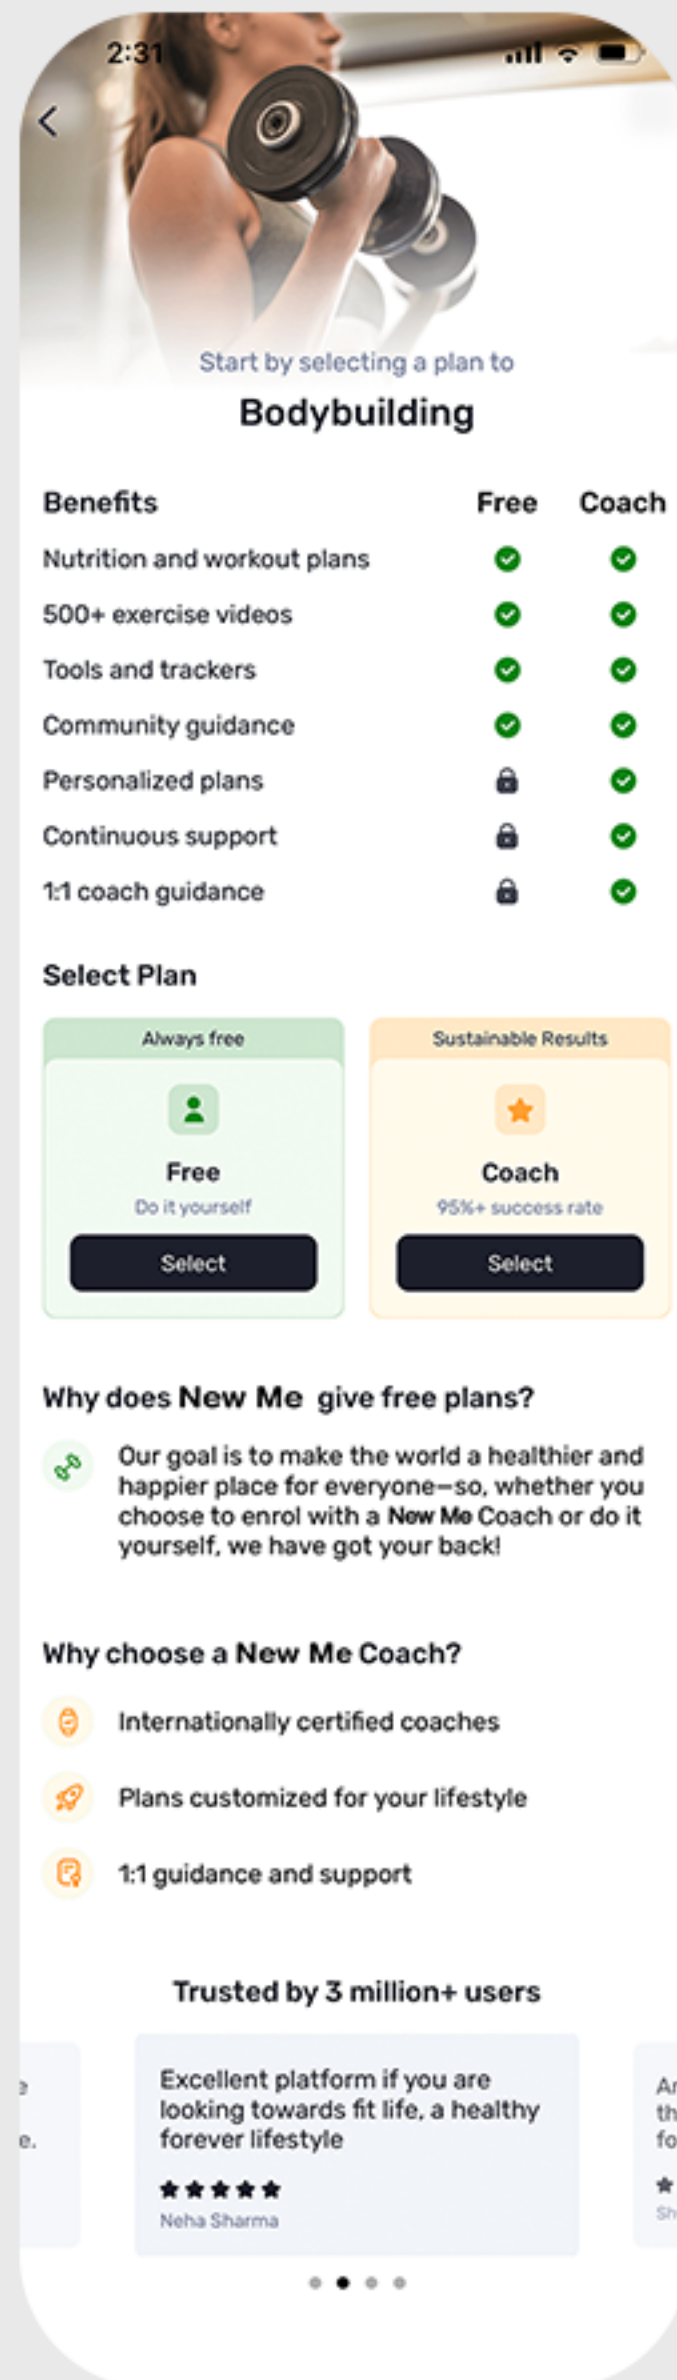 2:31
Start by selecting a plan to
Bodybuilding
Benefits Free Coach
Nutrition and workout plans
500+ exercise videos
Tools and trackers
Community guidance
Personalized plans
Continuous support
1:1 coach guidance
Select Plan
Always free
Free
Do it yourself
Select
Sustainable Results
Coach
95%+ success rate
Select
Why does New Me give free plans?
Our goal is to make the world a healthier and
happier place for everyone—so, whether you
choose to enrol with a New Me Coach or do it
yourself, we have got your back!
Why choose a New Me Coach?
Internationally certified coaches
Plans customized for your lifestyle
1:1 guidance and support
Trusted by 3 million+ users
Excellent platform if you are
looking towards fit life, a healthy
forever lifestyle
Neha Sharma